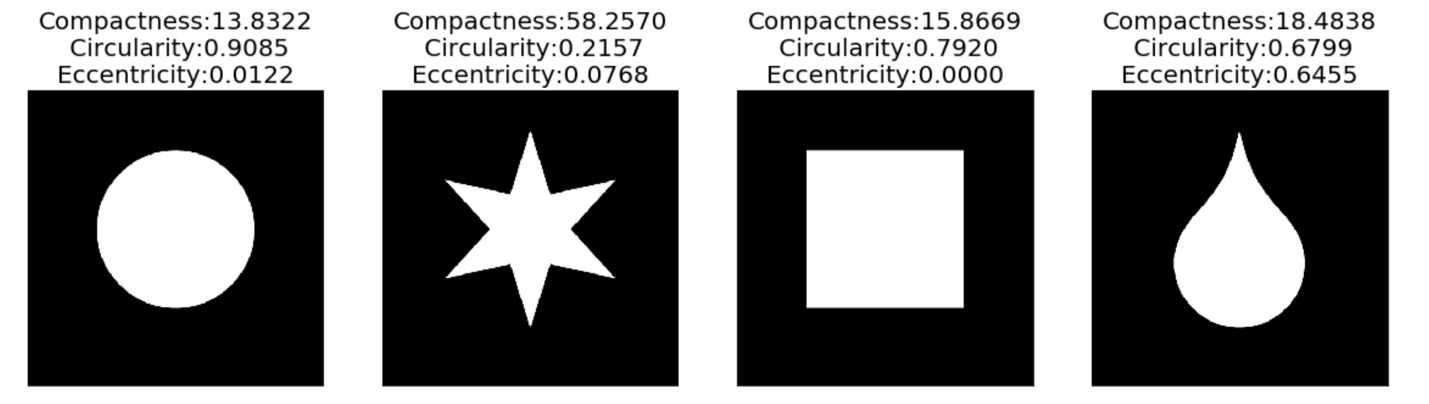 Compactness:13.8322
Circularity:0.9085
Eccentricity:0.0122
Compactness:58.2570
Circularity:0.2157
Eccentricity:0.0768
Compactness:15.8669
Circularity:0.7920
Eccentricity:0.0000
Compactness:18.4838
Circularity:0.6799
Eccentricity:0.6455